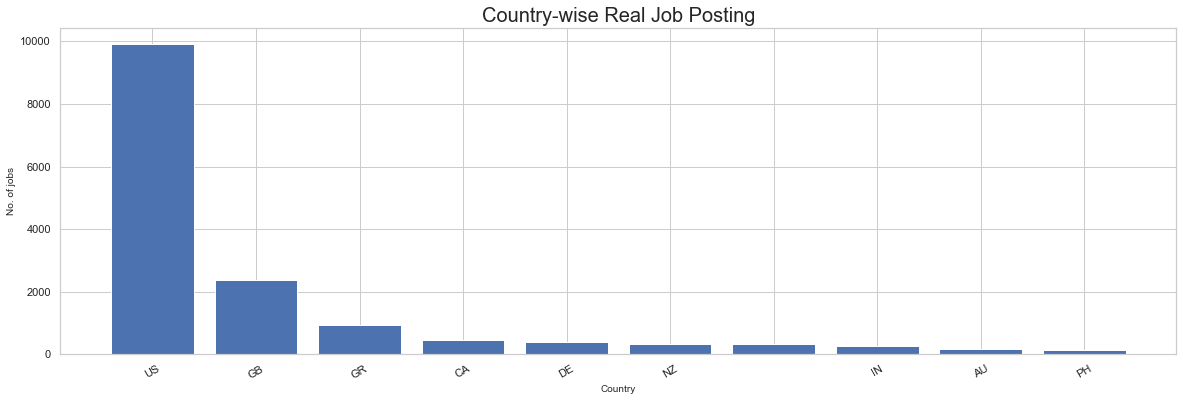 Country-wise Real Job Posting
10000
8000
6000
4000
2000
0
No. of jobs
US GB GR CA DE NZ IN AU PH
Country